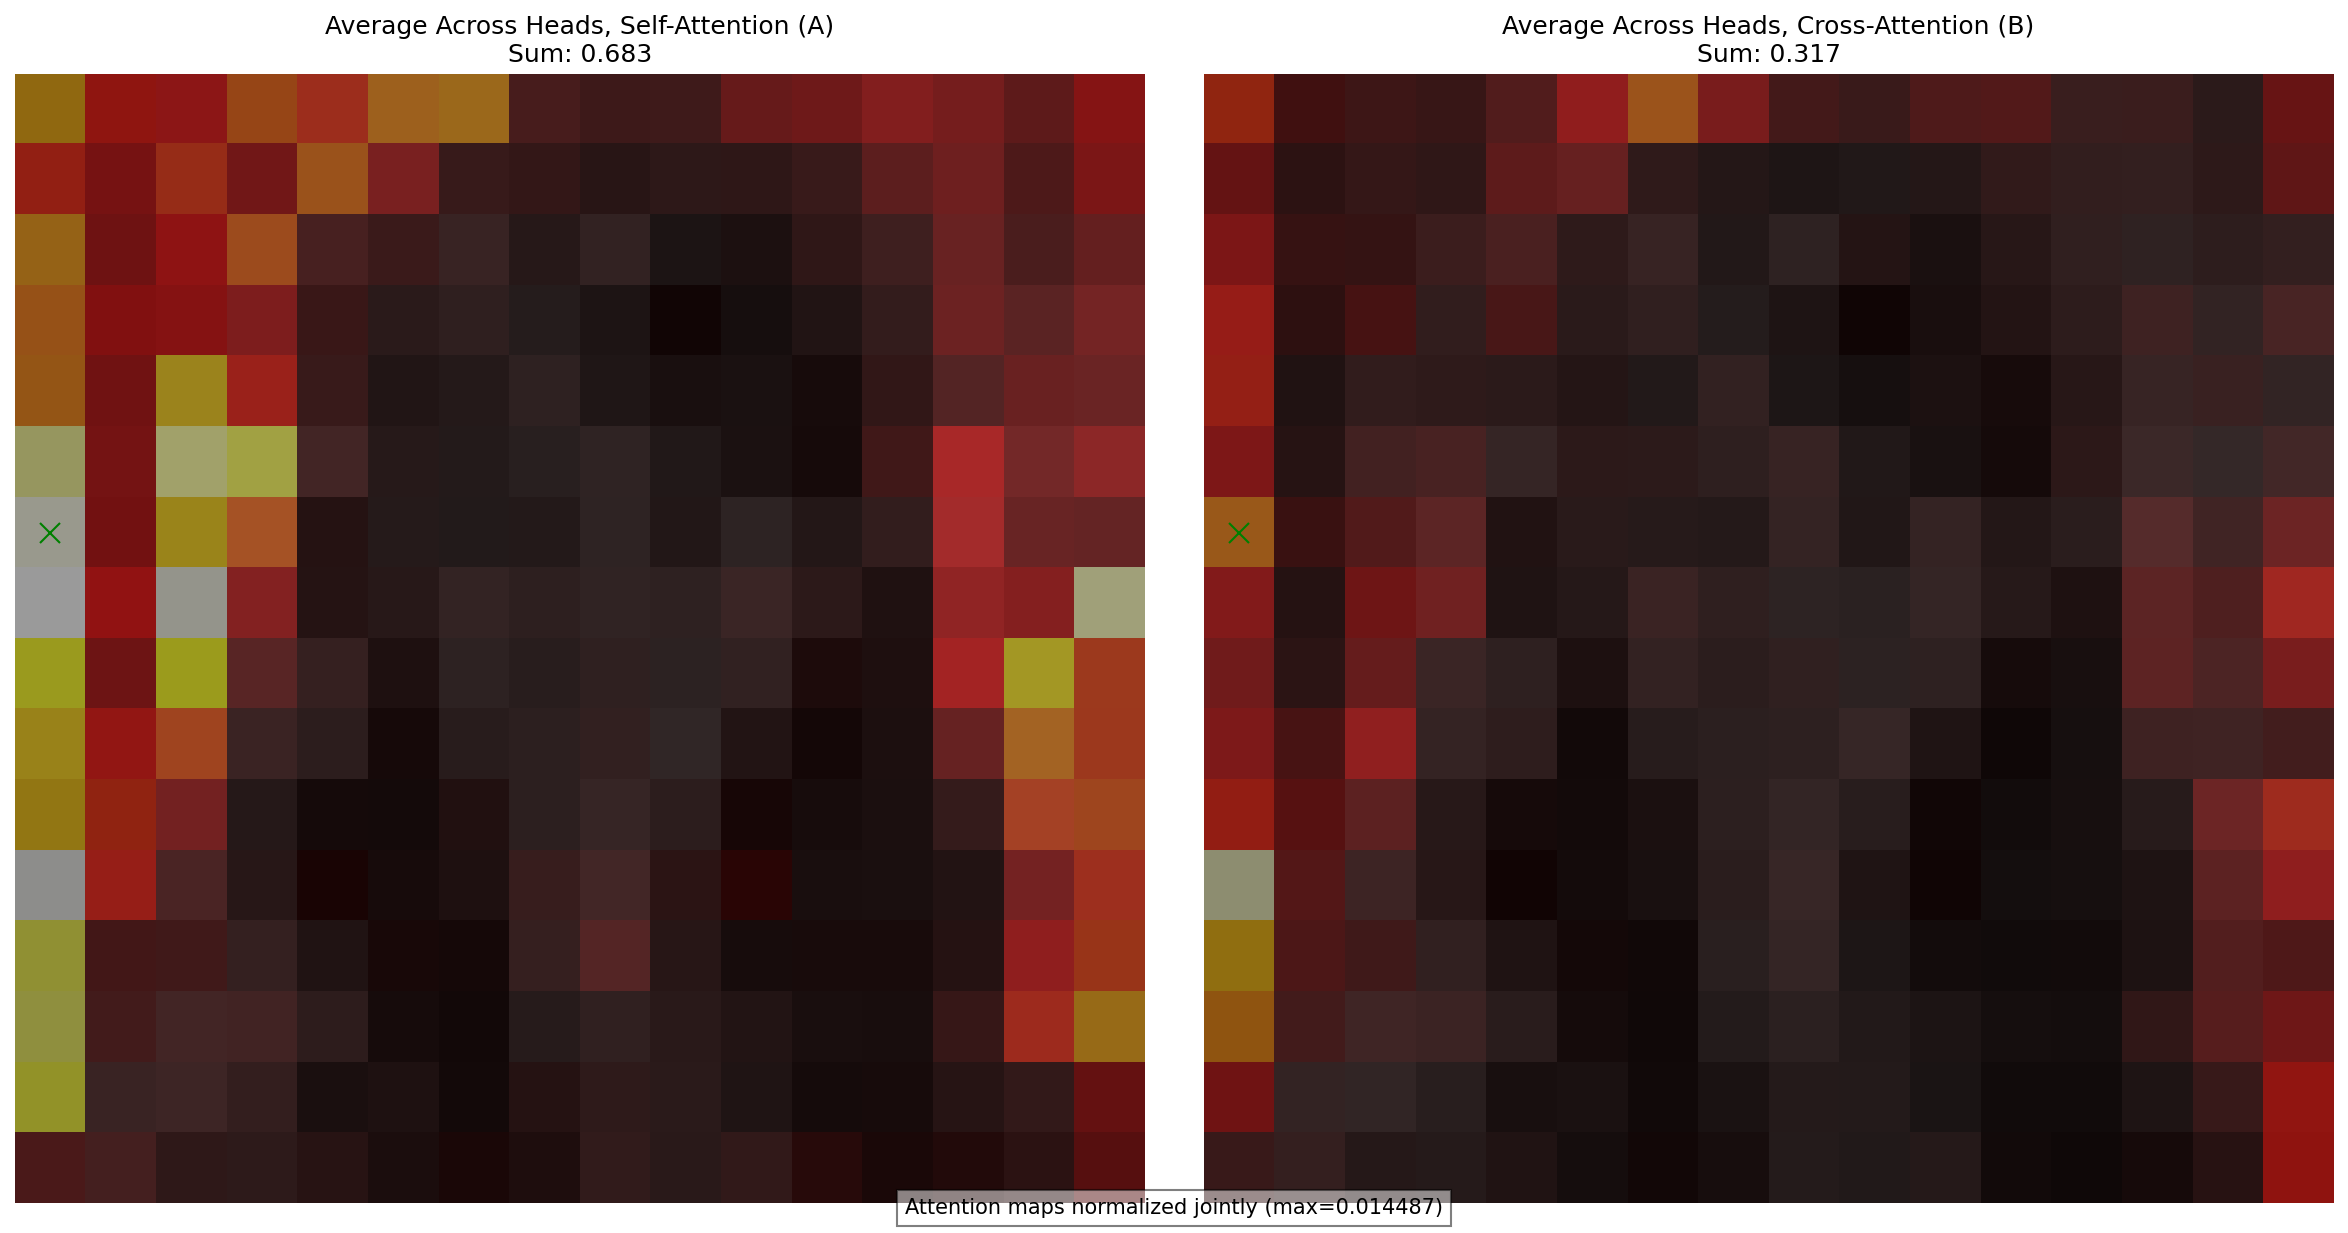 Average Across Heads, Self-Attention (A)
Sum: 0.683
Average Across Heads, Cross-Attention (B)
Sum: 0.317
Attention maps normalized jointly (max=0.014487)